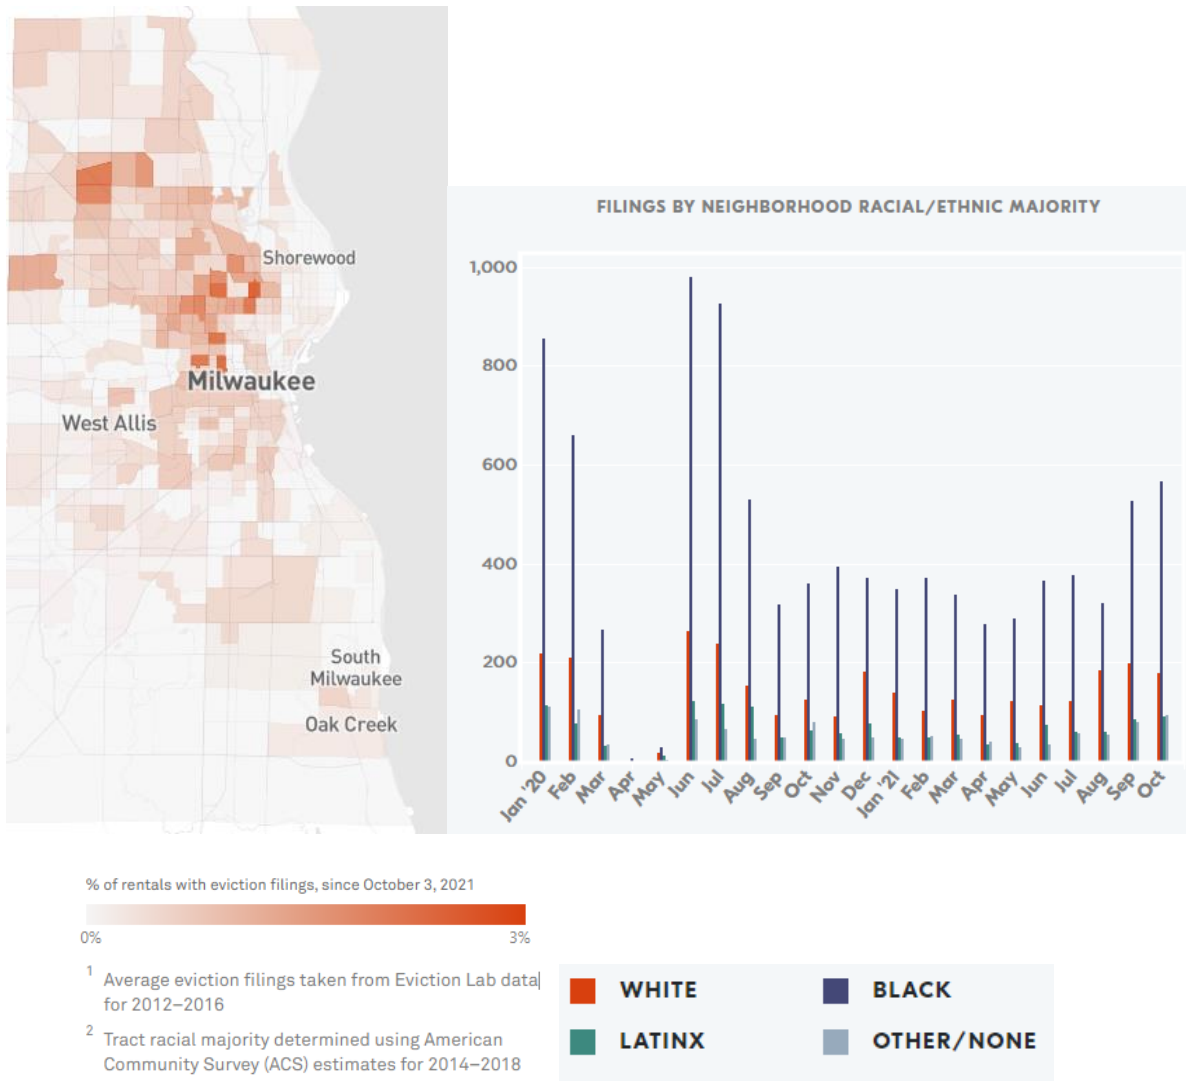 Shorewood
Milwaukee
West Allis
South
Milwaukee
Oak Creek
FILINGS BY NEIGHBORHOOD RACIAL/ETHNIC MAJORITY
1,000
800
600
400
200
0
Jan '20 Feb Mar Apr May Jun Jul Aug Sep Oct Nov Dec Jan '21 Feb Mar Apr May Jun Jul Aug Sep Oct
% of rentals with eviction filings, since October 3, 2021
0% 3%
1 Average eviction filings taken from Eviction Lab data
for 2012–2016
2 Tract racial majority determined using American
Community Survey (ACS) estimates for 2014–2018
WHITE BLACK
LATINX OTHER/NONE